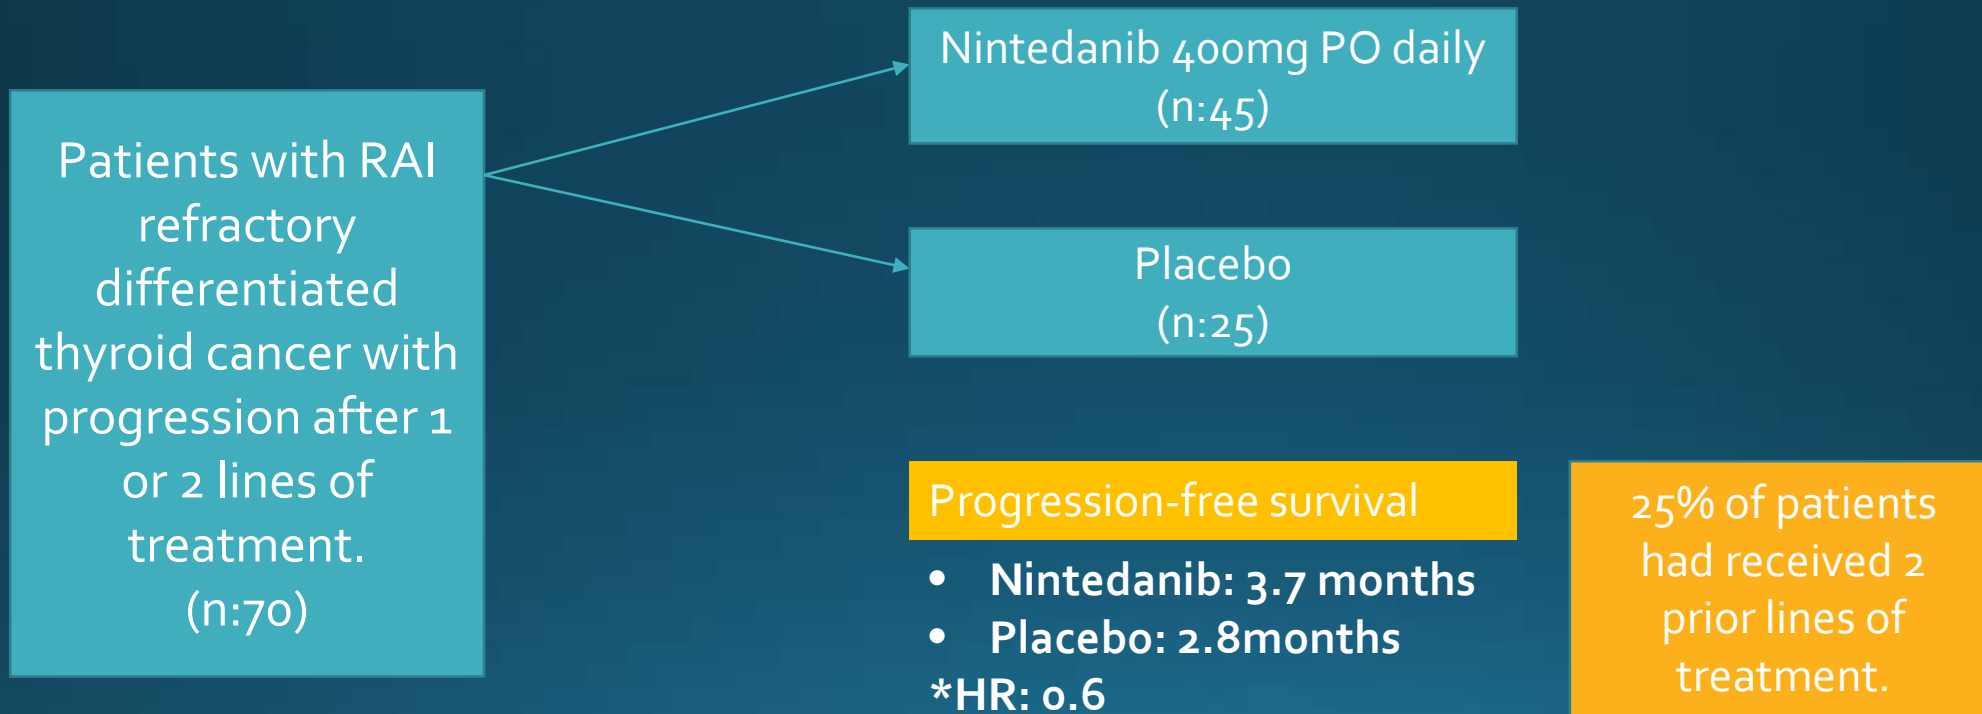 Patients with RAI
refractory
differentiated
thyroid cancer with
progression after 1
or 2 lines of
treatment.
(n:70)
Nintedanib 400mg PO daily
(n:45)
Placebo
(n:25)
Progression-free survival
• Nintedanib: 3.7 months
• Placebo: 2.8months
*HR: 0.6
25% of patients
had received 2
prior lines of
treatment.